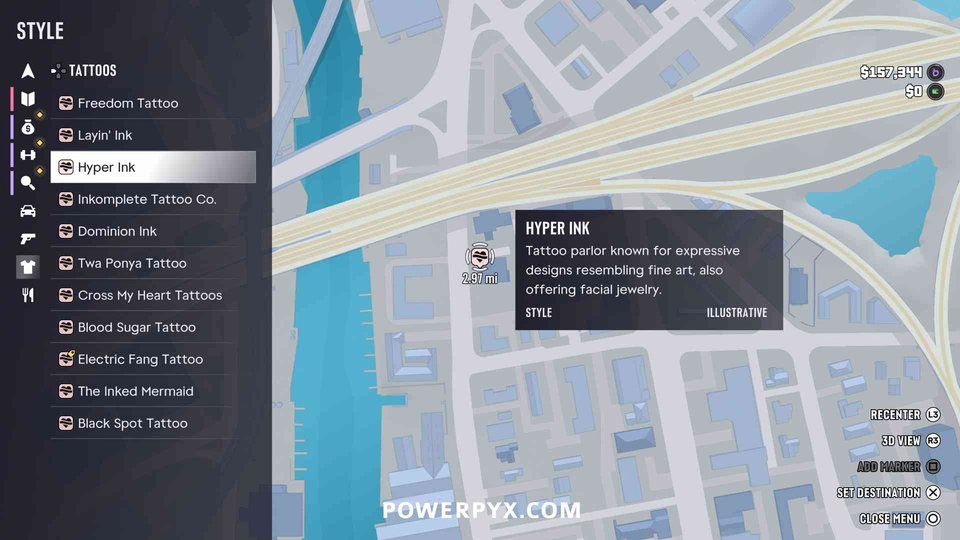 STYLE
TATTOOS
Freedom Tattoo
Layin' Ink
Hyper Ink
Inkomplete Tattoo Co.
Dominion Ink
Twa Ponya Tattoo
Cross My Heart Tattoos
Blood Sugar Tattoo
Electric Fang Tattoo
The Inked Mermaid
Black Spot Tattoo
$157,344
$0
2.97 mi
HYPER INK
Tattoo parlor known for expressive
designs resembling fine art, also
offering facial jewelry.
STYLE ILLUSTRATIVE
RECENTER L3
3D VIEW R3
ADD MARKER
SET DESTINATION
CLOSE MENU
POWERPYX.COM